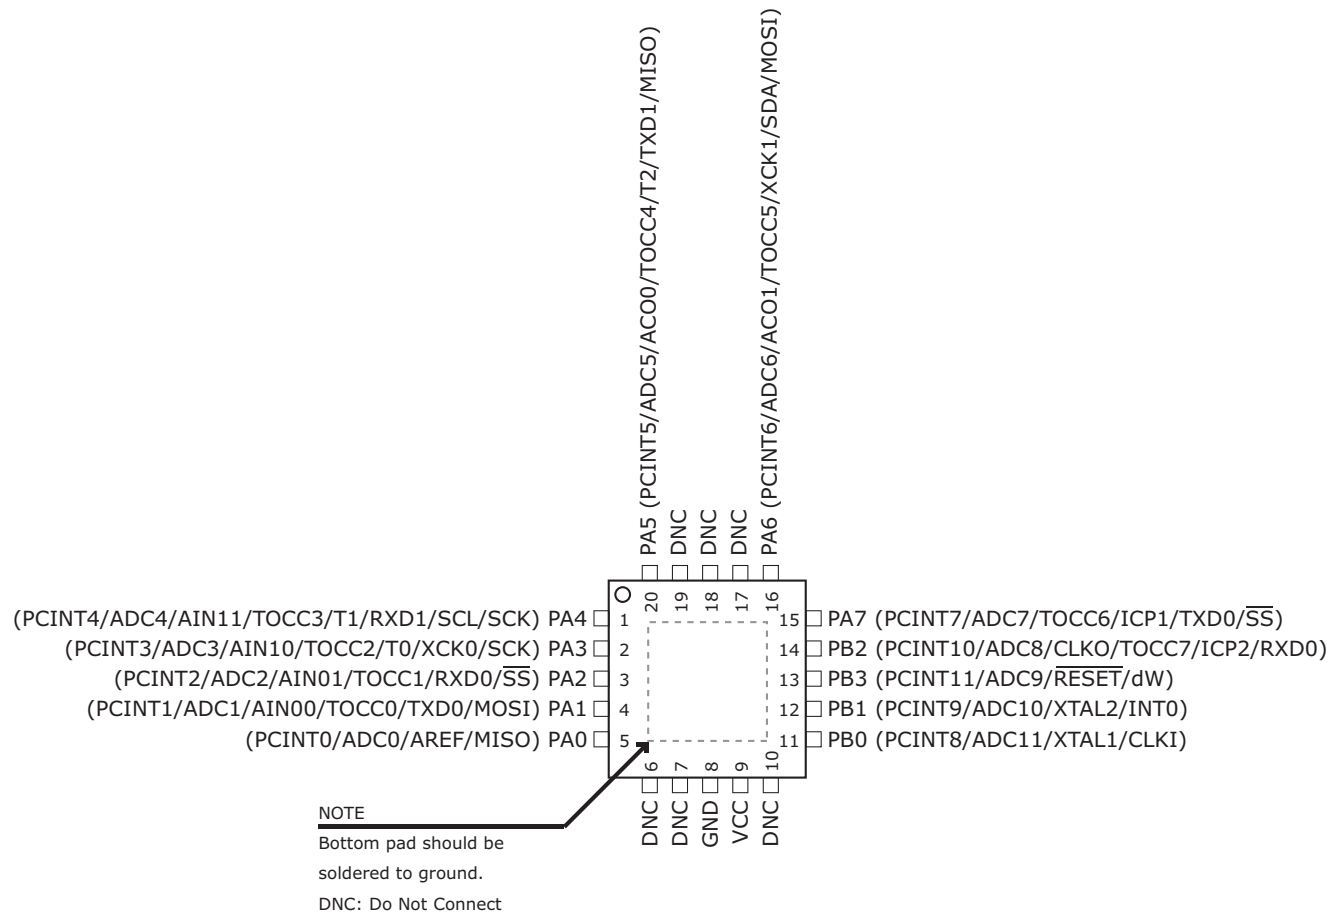 PA5 (PCINT5/ADC5/ACO0/TOCC4/T2/TXD1/MISO)
DNC
DNC
DNC
PA6 (PCINT6/ADC6/ACO1/TOCC5/XCK1/SDA/MOSI)
20
19
18
17
16
(PCINT4/ADC4/AIN11/TOCC3/T1/RXD1/SCL/SCK) PA4
1
15
PA7 (PCINT7/ADC7/TOCC6/ICP1/TXD0/S̅S̅)
(PCINT3/ADC3/AIN10/TOCC2/T0/XCK0/SCK) PA3
2
14
PB2 (PCINT10/ADC8/CLKO/TOCC7/ICP2/RXD0)
(PCINT2/ADC2/AIN01/TOCC1/RXD0/S̅S̅) PA2
3
13
PB3 (PCINT11/ADC9/R̅E̅S̅E̅T̅/dW)
(PCINT1/ADC1/AIN00/TOCC0/TXD0/MOSI) PA1
4
12
PB1 (PCINT9/ADC10/XTAL2/INT0)
(PCINT0/ADC0/AREF/MISO) PA0
5
11
PB0 (PCINT8/ADC11/XTAL1/CLKI)
6
7
8
9
10
DNC
DNC
GND
VCC
DNC
NOTE
Bottom pad should be
soldered to ground.
DNC: Do Not Connect